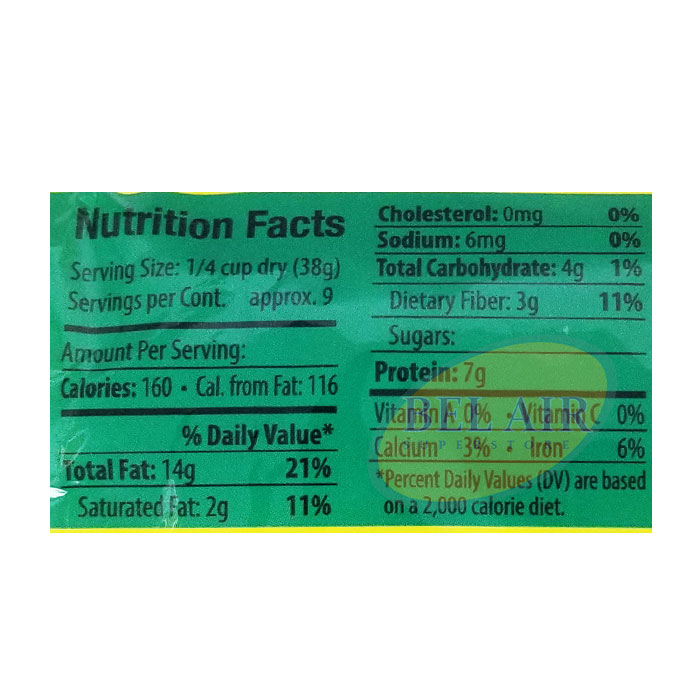 Nutrition Facts
Serving Size: 1/4 cup dry (38g)
Servings per Cont. approx. 9
Amount Per Serving:
Calories: 160 • Cal. from Fat: 116
% Daily Value*
Total Fat: 14g 21%
Saturated Fat: 2g 11%
Cholesterol: 0mg 0%
Sodium: 6mg 0%
Total Carbohydrate: 4g 1%
Dietary Fiber: 3g 11%
Sugars:
Protein: 7g
Vitamin A 0% • Vitamin C 0%
Calcium 3% • Iron 6%
*Percent Daily Values (DV) are based
on a 2,000 calorie diet.
BEL AIR
SUPERSTORE